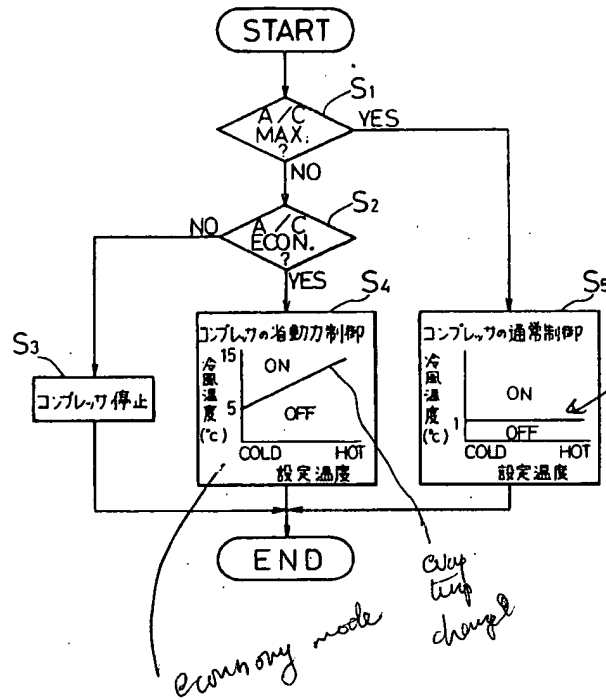 START
S1
A/C
MAX.
?
YES
NO
S2
A/C
ECON.
?
NO
YES
S3
コンプレッサ停止
S4
コンプレッサの省動力制御
冷風温度(℃)
15
5
ON
OFF
COLD HOT
設定温度
S5
コンプレッサの通常制御
冷風温度(℃)
1
ON
OFF
COLD HOT
設定温度
END
economy mode
evap
temp